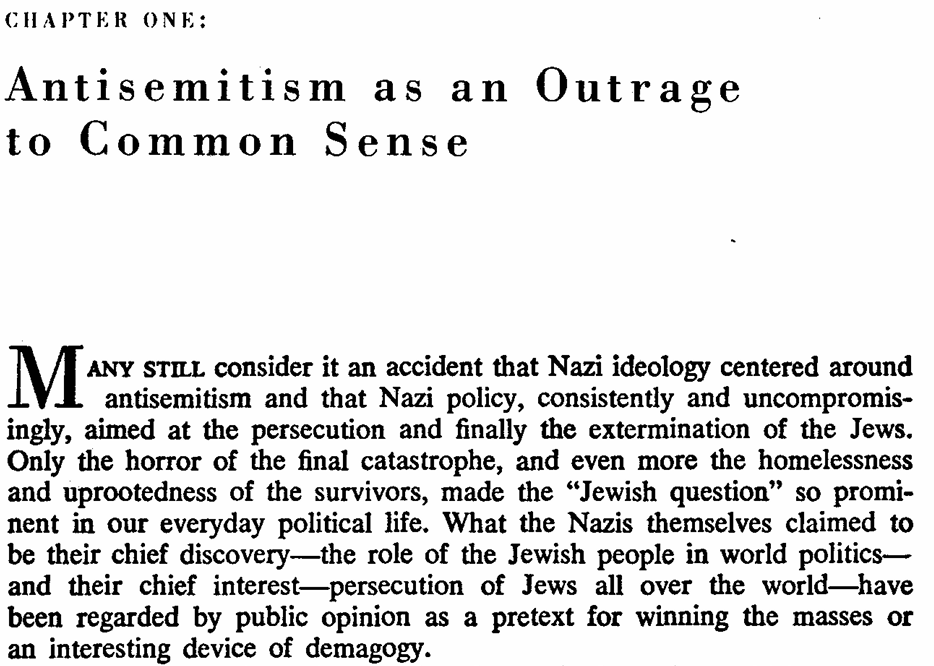 CHAPTER ONE:
Antisemitism as an Outrage
to Common Sense
MANY STILL consider it an accident that Nazi ideology centered around
antisemitism and that Nazi policy, consistently and uncompromis-
ingly, aimed at the persecution and finally the extermination of the Jews.
Only the horror of the final catastrophe, and even more the homelessness
and uprootedness of the survivors, made the “Jewish question” so promi-
nent in our everyday political life. What the Nazis themselves claimed to
be their chief discovery—the role of the Jewish people in world politics—
and their chief interest—persecution of Jews all over the world—have
been regarded by public opinion as a pretext for winning the masses or
an interesting device of demagogy.